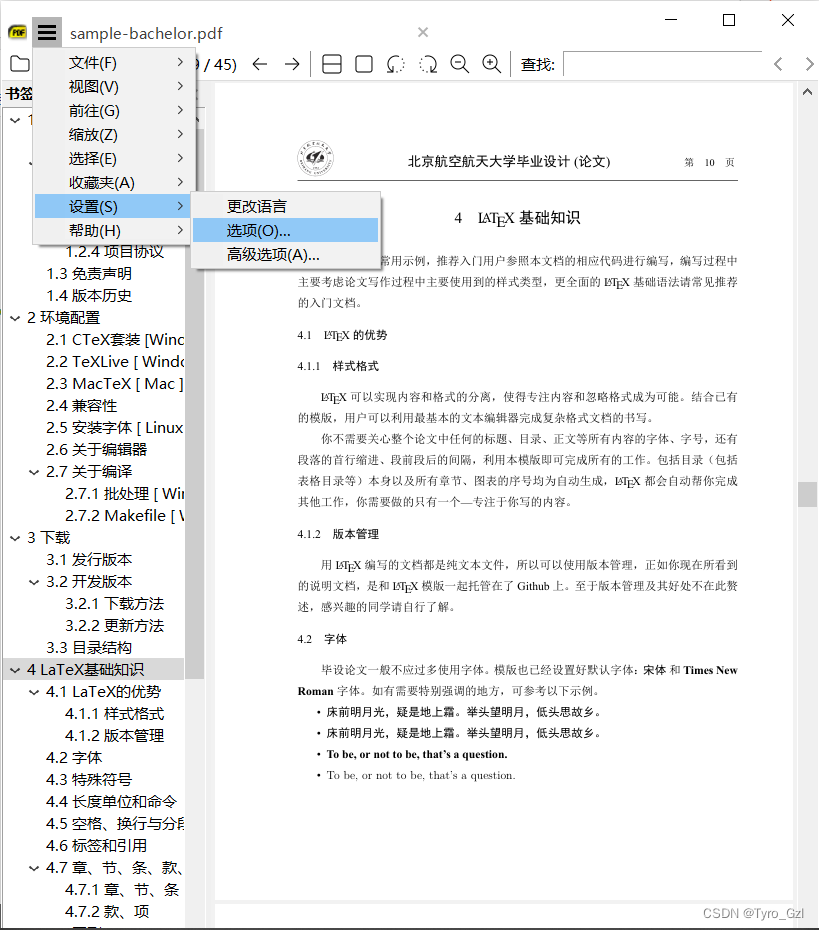 sample-bachelor.pdf
/ 45)
查找:
文件(F)
视图(V)
前往(G)
缩放(Z)
选择(E)
收藏夹(A)
设置(S)
帮助(H)
更改语言
选项(O)...
高级选项(A)...
书签
1
1.2.4 项目协议
1.3 免责声明
1.4 版本历史
2 环境配置
2.1 CTeX套装 [Wind
2.2 TeXLive [ Windo
2.3 MacTeX [ Mac ]
2.4 兼容性
2.5 安装字体 [ Linux
2.6 关于编辑器
2.7 关于编译
2.7.1 批处理 [ Wi
2.7.2 Makefile [
3 下载
3.1 发行版本
3.2 开发版本
3.2.1 下载方法
3.2.2 更新方法
3.3 目录结构
4 LaTeX基础知识
4.1 LaTeX的优势
4.1.1 样式格式
4.1.2 版本管理
4.2 字体
4.3 特殊符号
4.4 长度单位和命令
4.5 空格、换行与分段
4.6 标签和引用
4.7 章、节、条、款、
4.7.1 章、节、条
4.7.2 款、项
北京航空航天大学毕业设计 (论文) 第 10 页
4 LATEX 基础知识
常用示例，推荐入门用户参照本文档的相应代码进行编写，编写过程中
主要考虑论文写作过程中主要使用到的样式类型，更全面的 LATEX 基础语法请常见推荐
的入门文档。
4.1 LATEX 的优势
4.1.1 样式格式
LATEX 可以实现内容和格式的分离，使得专注内容和忽略格式成为可能。结合已有
的模版，用户可以利用最基本的文本编辑器完成复杂格式文档的书写。
你不需要关心整个论文中任何的标题、目录、正文等所有内容的字体、字号，还有
段落的首行缩进、段前段后的间隔，利用本模版即可完成所有的工作。包括目录（包括
表格目录等）本身以及所有章节、图表的序号均为自动生成，LATEX 都会自动帮你完成
其他工作，你需要做的只有一个—专注于你写的内容。
4.1.2 版本管理
用 LATEX 编写的文档都是纯文本文件，所以可以使用版本管理，正如你现在所看到
的说明文档，是和 LATEX 模版一起托管在了 Github 上。至于版本管理及其好处不在此赘
述，感兴趣的同学请自行了解。
4.2 字体
毕设论文一般不应过多使用字体。模版也已经设置好默认字体：宋体 和 Times New
Roman 字体。如有需要特别强调的地方，可参考以下示例。
• 床前明月光，疑是地上霜。举头望明月，低头思故乡。
• 床前明月光，疑是地上霜。举头望明月，低头思故乡。
• To be, or not to be, that's a question.
• To be, or not to be, that's a question.
CSDN @Tyro_Gzl